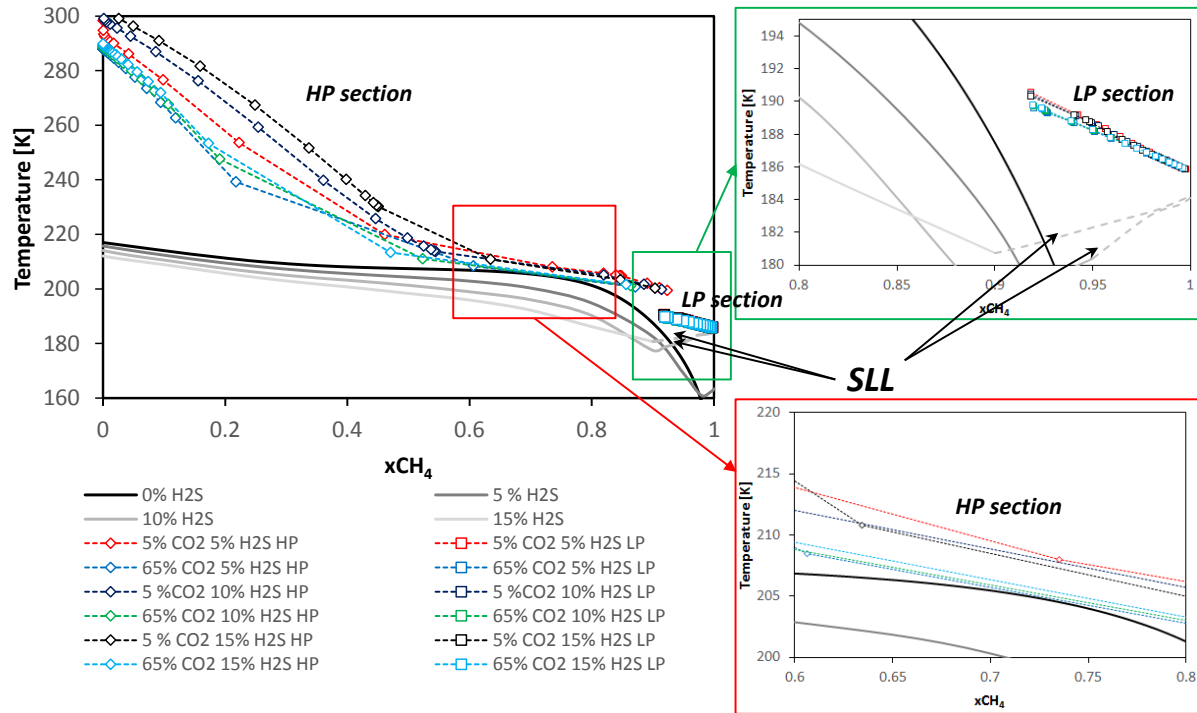 300
280
260
240
220
200
180
160
Temperature [K]
0
0.2
0.4
0.6
0.8
1
xCH4
HP section
LP section
SLL
195
190
188
186
184
182
180
Temperature [K]
0.8
0.85
0.9
0.95
1
xCH4
LP section
220
215
210
205
200
Temperature [K]
0.6
0.65
0.7
0.75
0.8
xCH4
HP section
0% H2S
5 % H2S
10% H2S
15% H2S
5% CO2 5% H2S HP
5% CO2 5% H2S LP
65% CO2 5% H2S HP
65% CO2 5% H2S LP
5 %CO2 10% H2S HP
5% CO2 10% H2S LP
65% CO2 10% H2S HP
65% CO2 10% H2S LP
5 % CO2 15% H2S HP
5% CO2 15% H2S LP
65% CO2 15% H2S HP
65% CO2 15% H2S LP